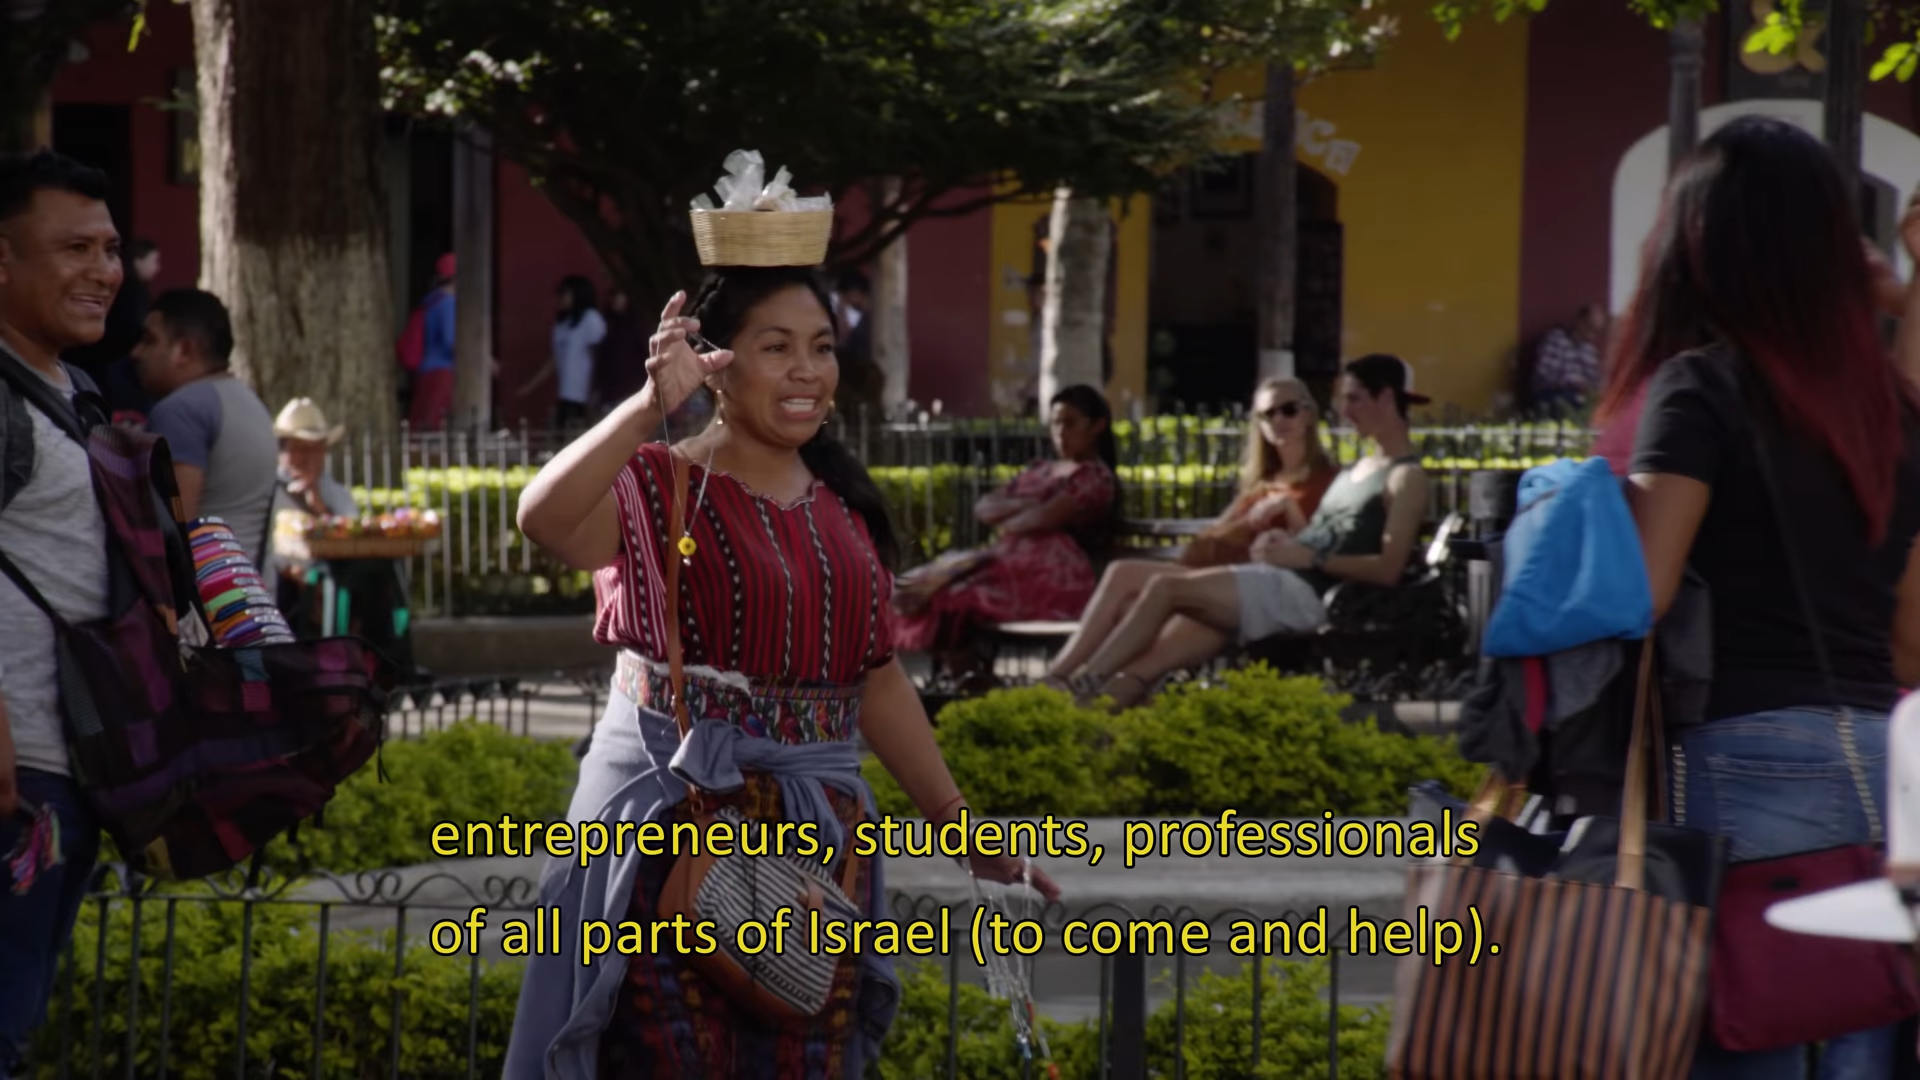 entrepreneurs, students, professionals
of all parts of Israel (to come and help).